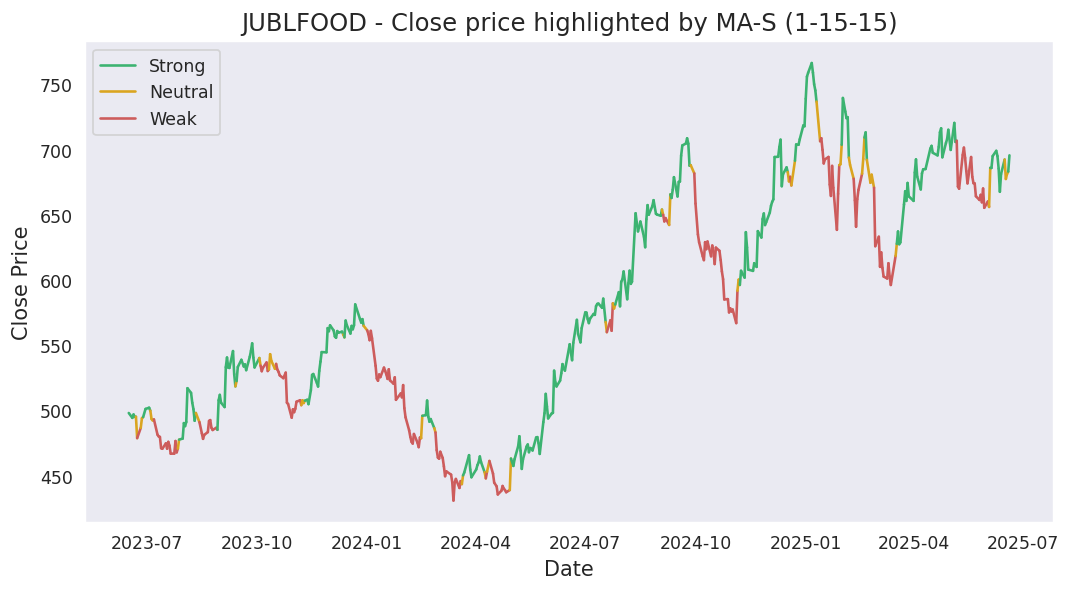 JUBLFOOD - Close price highlighted by MA-S (1-15-15)
Strong
Neutral
Weak
Close Price
750
700
650
600
550
500
450
2023-07 2023-10 2024-01 2024-04 2024-07 2024-10 2025-01 2025-04 2025-07
Date